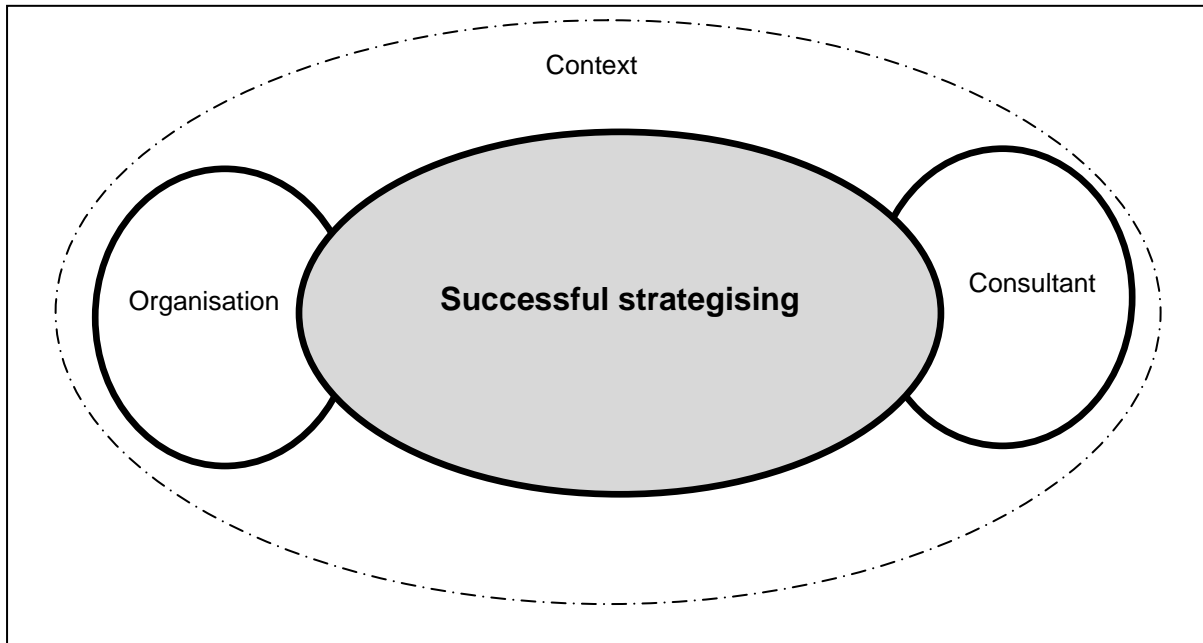 Context
Organisation
Successful strategising
Consultant